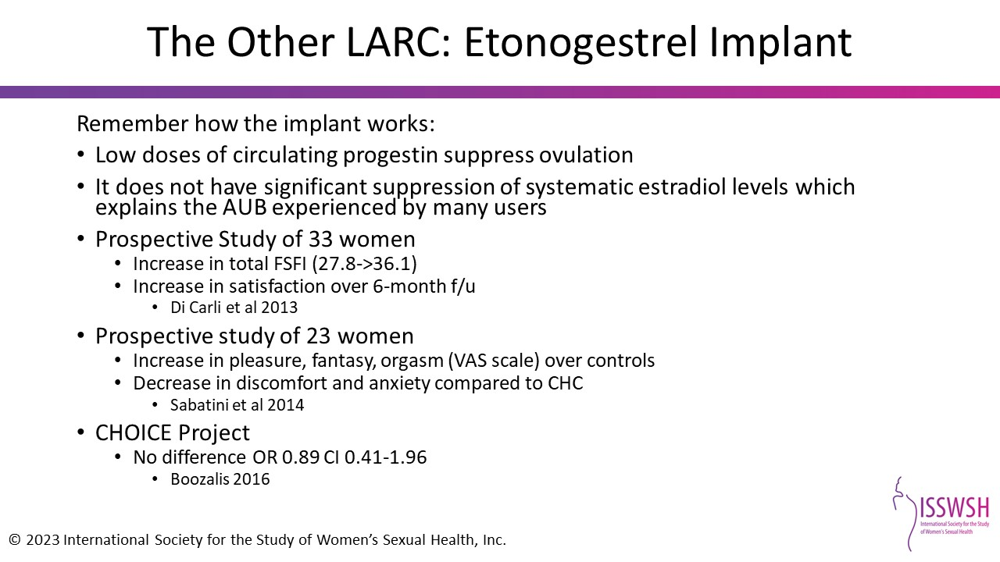 The Other LARC: Etonogestrel Implant
Remember how the implant works:
• Low doses of circulating progestin suppress ovulation
• It does not have significant suppression of systematic estradiol levels which
explains the AUB experienced by many users
• Prospective Study of 33 women
• Increase in total FSFI (27.8->36.1)
• Increase in satisfaction over 6-month f/u
• Di Carli et al 2013
• Prospective study of 23 women
• Increase in pleasure, fantasy, orgasm (VAS scale) over controls
• Decrease in discomfort and anxiety compared to CHC
• Sabatini et al 2014
• CHOICE Project
• No difference OR 0.89 CI 0.41-1.96
• Boozalis 2016
ISSWSH
International Society for the Study
of Women's Sexual Health
© 2023 International Society for the Study of Women’s Sexual Health, Inc.